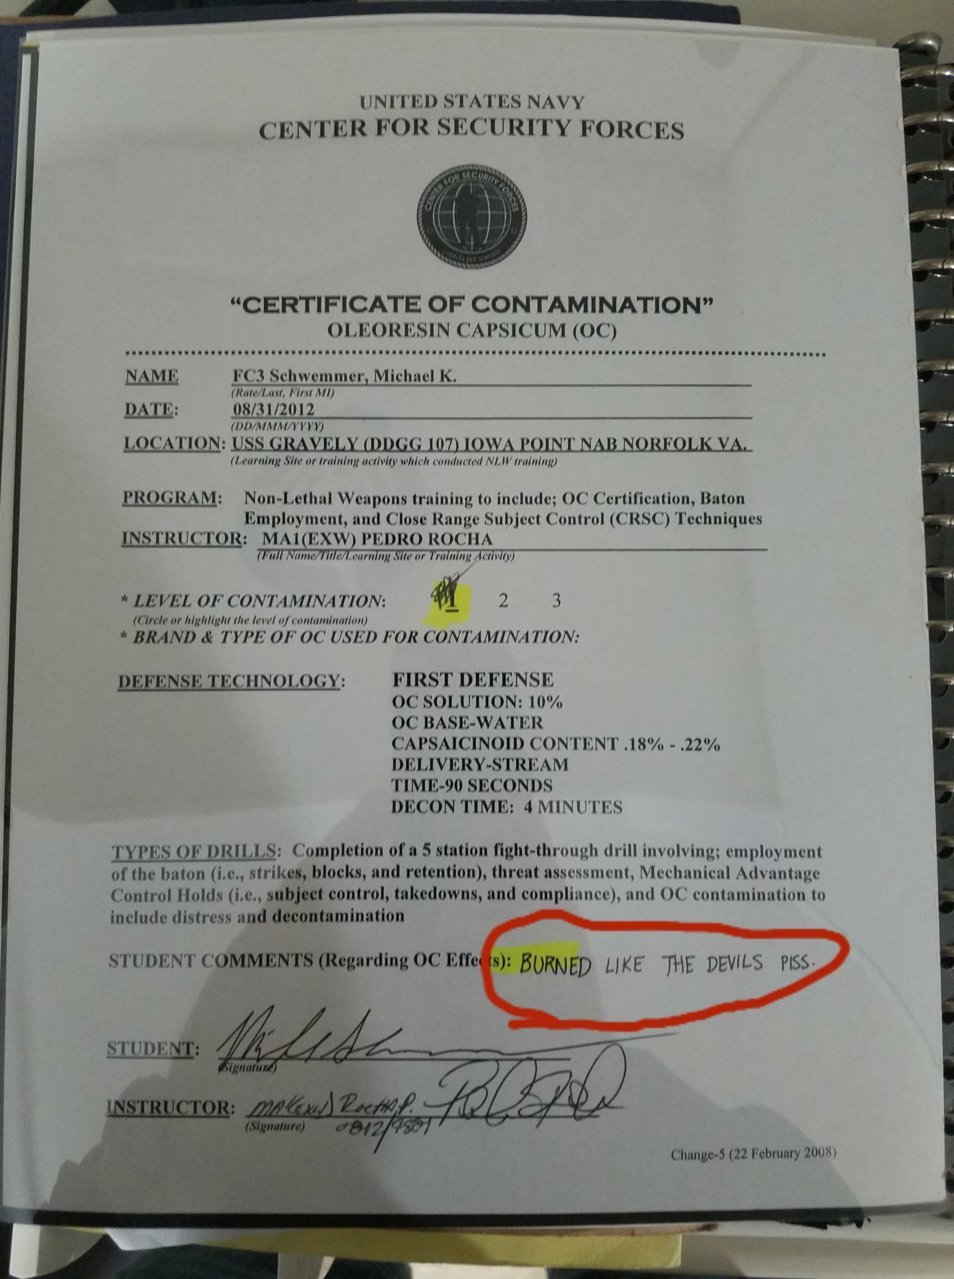 UNITED STATES NAVY
CENTER FOR SECURITY FORCES
CENTER FOR SECURITY FORCES
"CERTIFICATE OF CONTAMINATION"
OLEORESIN CAPSICUM (OC)
NAME FC3 Schwemmer, Michael K.
(Rate/Last, First MI)
DATE: 08/31/2012
(DD/MMM/YYYY)
LOCATION: USS GRAVELY (DDGG 107) IOWA POINT NAB NORFOLK VA.
(Learning Site or training activity which conducted NLW training)
PROGRAM: Non-Lethal Weapons training to include; OC Certification, Baton
Employment, and Close Range Subject Control (CRSC) Techniques
INSTRUCTOR: MA1(EXW) PEDRO ROCHA
(Full Name/Title/Learning Site or Training Activity)
* LEVEL OF CONTAMINATION: 1 2 3
(Circle or highlight the level of contamination)
* BRAND & TYPE OF OC USED FOR CONTAMINATION:
DEFENSE TECHNOLOGY: FIRST DEFENSE
OC SOLUTION: 10%
OC BASE-WATER
CAPSAICINOID CONTENT .18% - .22%
DELIVERY-STREAM
TIME-90 SECONDS
DECON TIME: 4 MINUTES
TYPES OF DRILLS: Completion of a 5 station fight-through drill involving; employment
of the baton (i.e., strikes, blocks, and retention), threat assessment, Mechanical Advantage
Control Holds (i.e., subject control, takedowns, and compliance), and OC contamination to
include distress and decontamination
STUDENT COMMENTS (Regarding OC Effects): BURNED LIKE THE DEVILS PISS.
STUDENT:
(Signature)
INSTRUCTOR: Rocha, P.
(Signature)
Change-5 (22 February 2008)